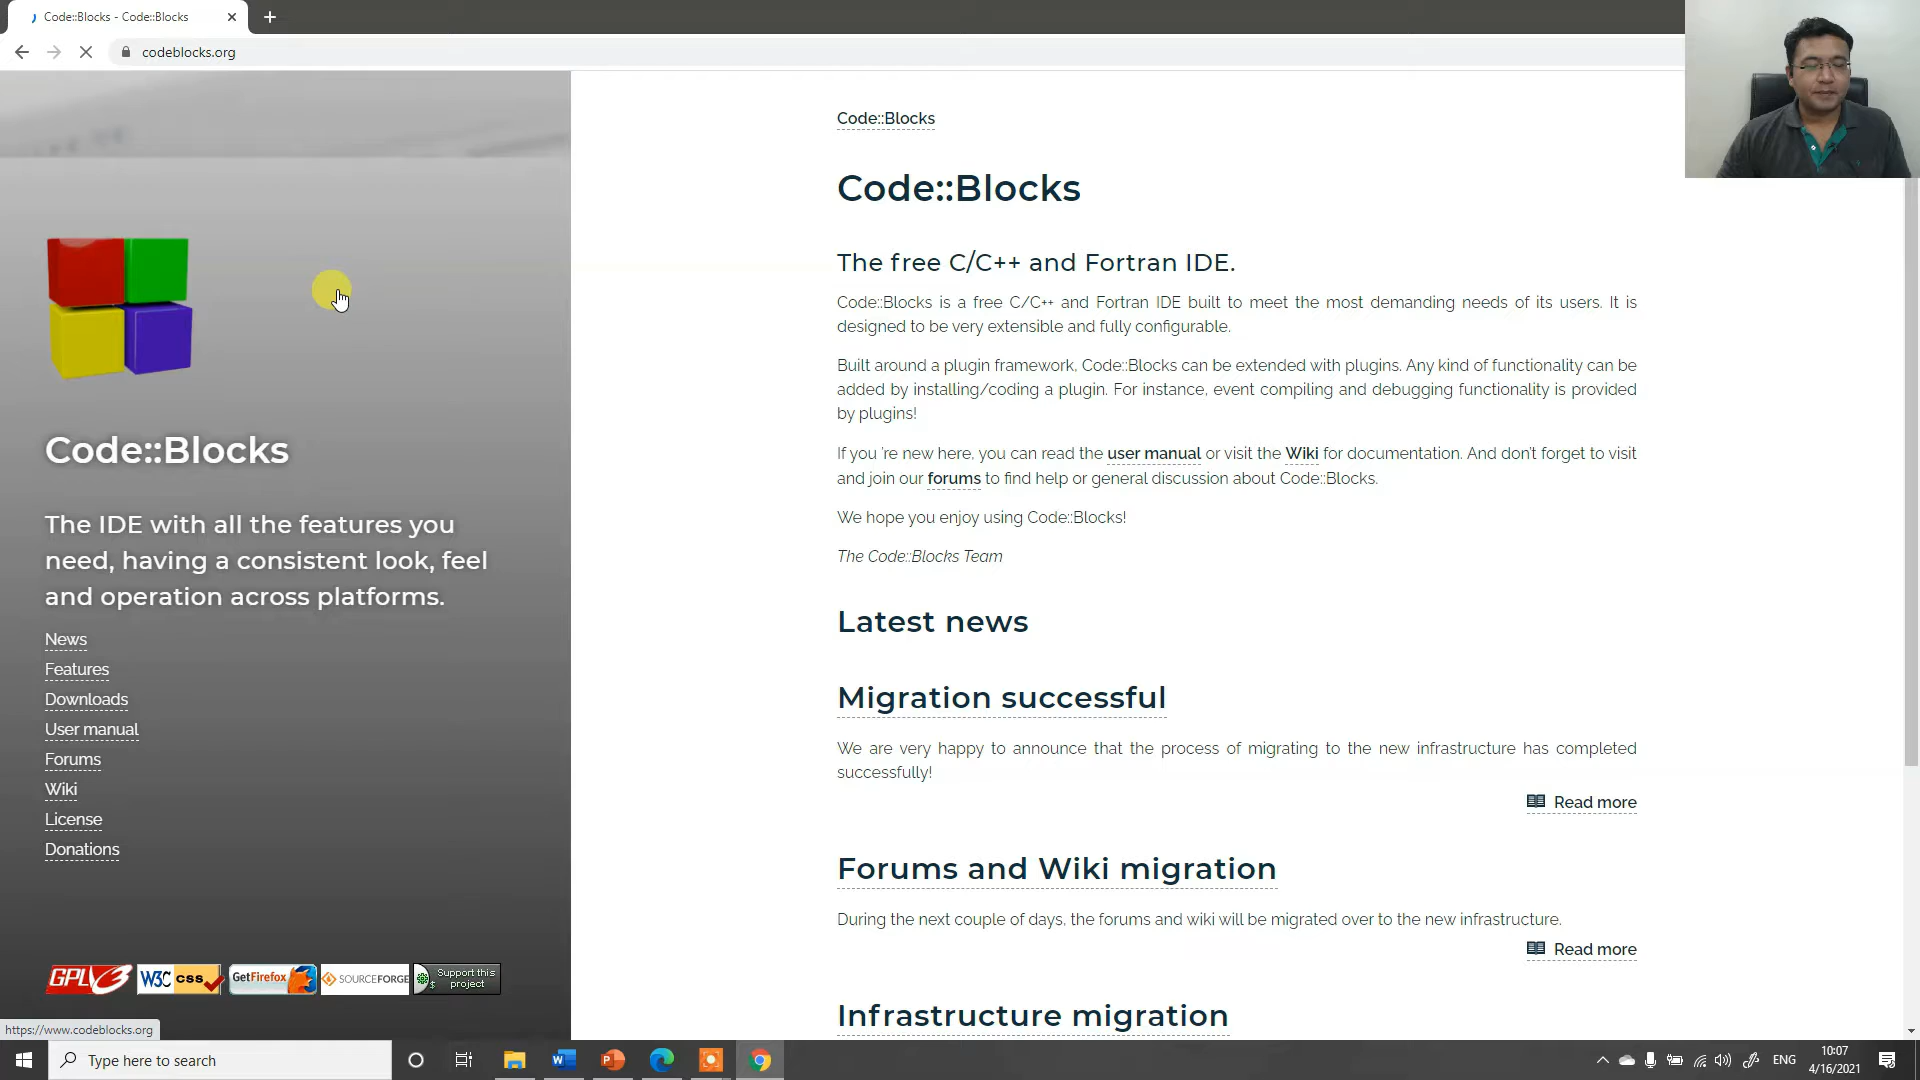 Code::Blocks - Code::Blocks
codeblocks.org
Code::Blocks
Code::Blocks
The free C/C++ and Fortran IDE.
Code::Blocks is a free C/C++ and Fortran IDE built to meet the most demanding needs of its users. It is
designed to be very extensible and fully configurable.
Built around a plugin framework, Code::Blocks can be extended with plugins. Any kind of functionality can be
added by installing/coding a plugin. For instance, event compiling and debugging functionality is provided
by plugins!
If you 're new here, you can read the user manual or visit the Wiki for documentation. And don't forget to visit
and join our forums to find help or general discussion about Code::Blocks.
We hope you enjoy using Code::Blocks!
The Code::Blocks Team
Latest news
Migration successful
We are very happy to announce that the process of migrating to the new infrastructure has completed
successfully!
Read more
Forums and Wiki migration
During the next couple of days, the forums and wiki will be migrated over to the new infrastructure.
Read more
Infrastructure migration
Code::Blocks
The IDE with all the features you
need, having a consistent look, feel
and operation across platforms.
News
Features
Downloads
User manual
Forums
Wiki
License
Donations
GPLv3
W3C css
GetFirefox
SOURCEFORGE
Support this
$ project
https://www.codeblocks.org
Type here to search
ENG
10:07
4/16/2021